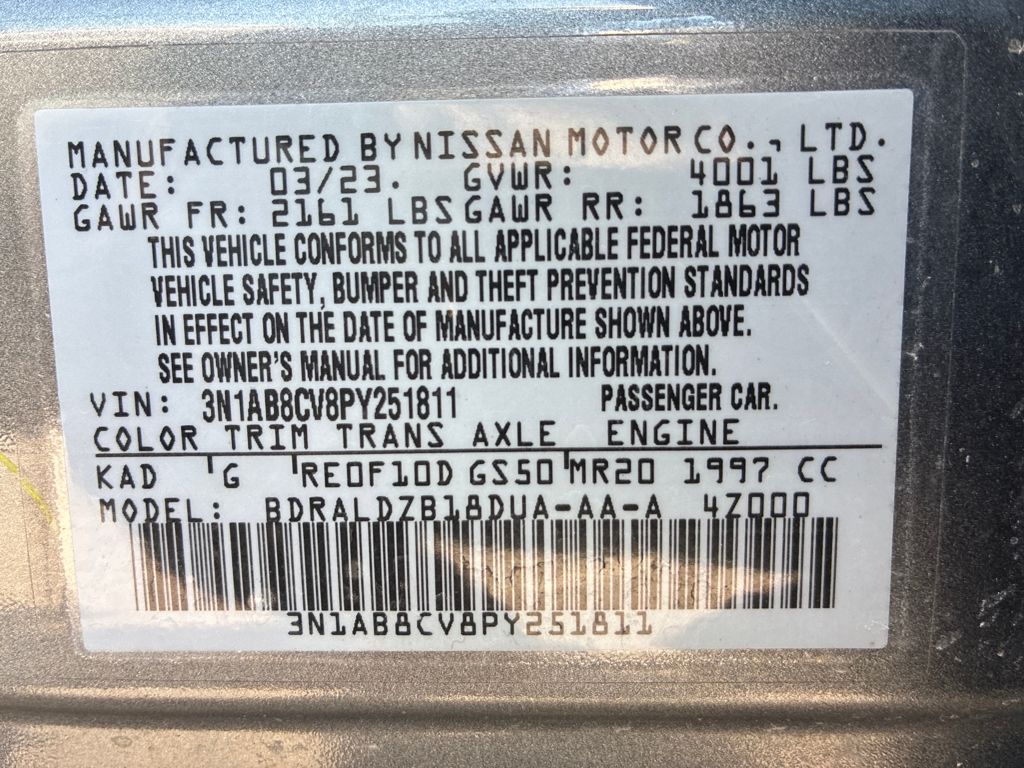 MANUFACTURED BY NISSAN MOTOR CO., LTD.
DATE: 03/23. GVWR: 4001 LBS
GAWR FR: 2161 LBS GAWR RR: 1863 LBS
THIS VEHICLE CONFORMS TO ALL APPLICABLE FEDERAL MOTOR
VEHICLE SAFETY, BUMPER AND THEFT PREVENTION STANDARDS
IN EFFECT ON THE DATE OF MANUFACTURE SHOWN ABOVE.
SEE OWNER'S MANUAL FOR ADDITIONAL INFORMATION.
VIN: 3N1AB8CV8PY251811 PASSENGER CAR.
COLOR TRIM TRANS AXLE ENGINE
KAD G RE0F10D GS50 MR20 1997 CC
MODEL: BDRALDZB18DUA-AA-A 4Z000
3N1AB8CV8PY251811